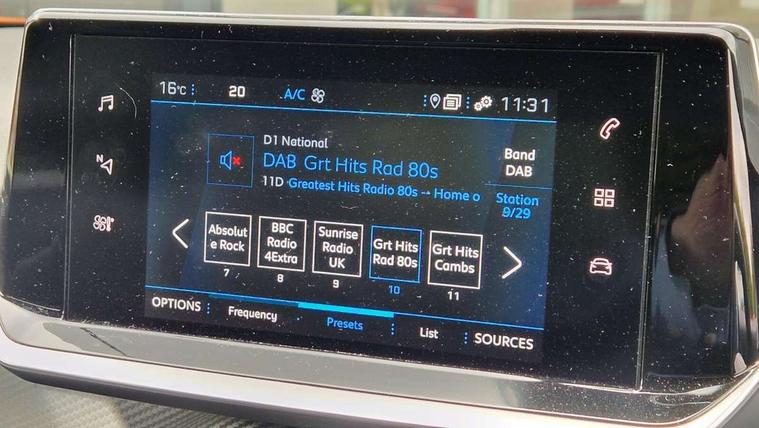 16°C
20
A/C
11:31
N
D1 National
DAB Grt Hits Rad 80s
11D Greatest Hits Radio 80s -- Home o
Band
DAB
Station
9/29
Absolut
e Rock
7
BBC
Radio
4Extra
8
Sunrise
Radio
UK
9
Grt Hits
Rad 80s
10
Grt Hits
Cambs
11
OPTIONS
Frequency
Presets
List
SOURCES